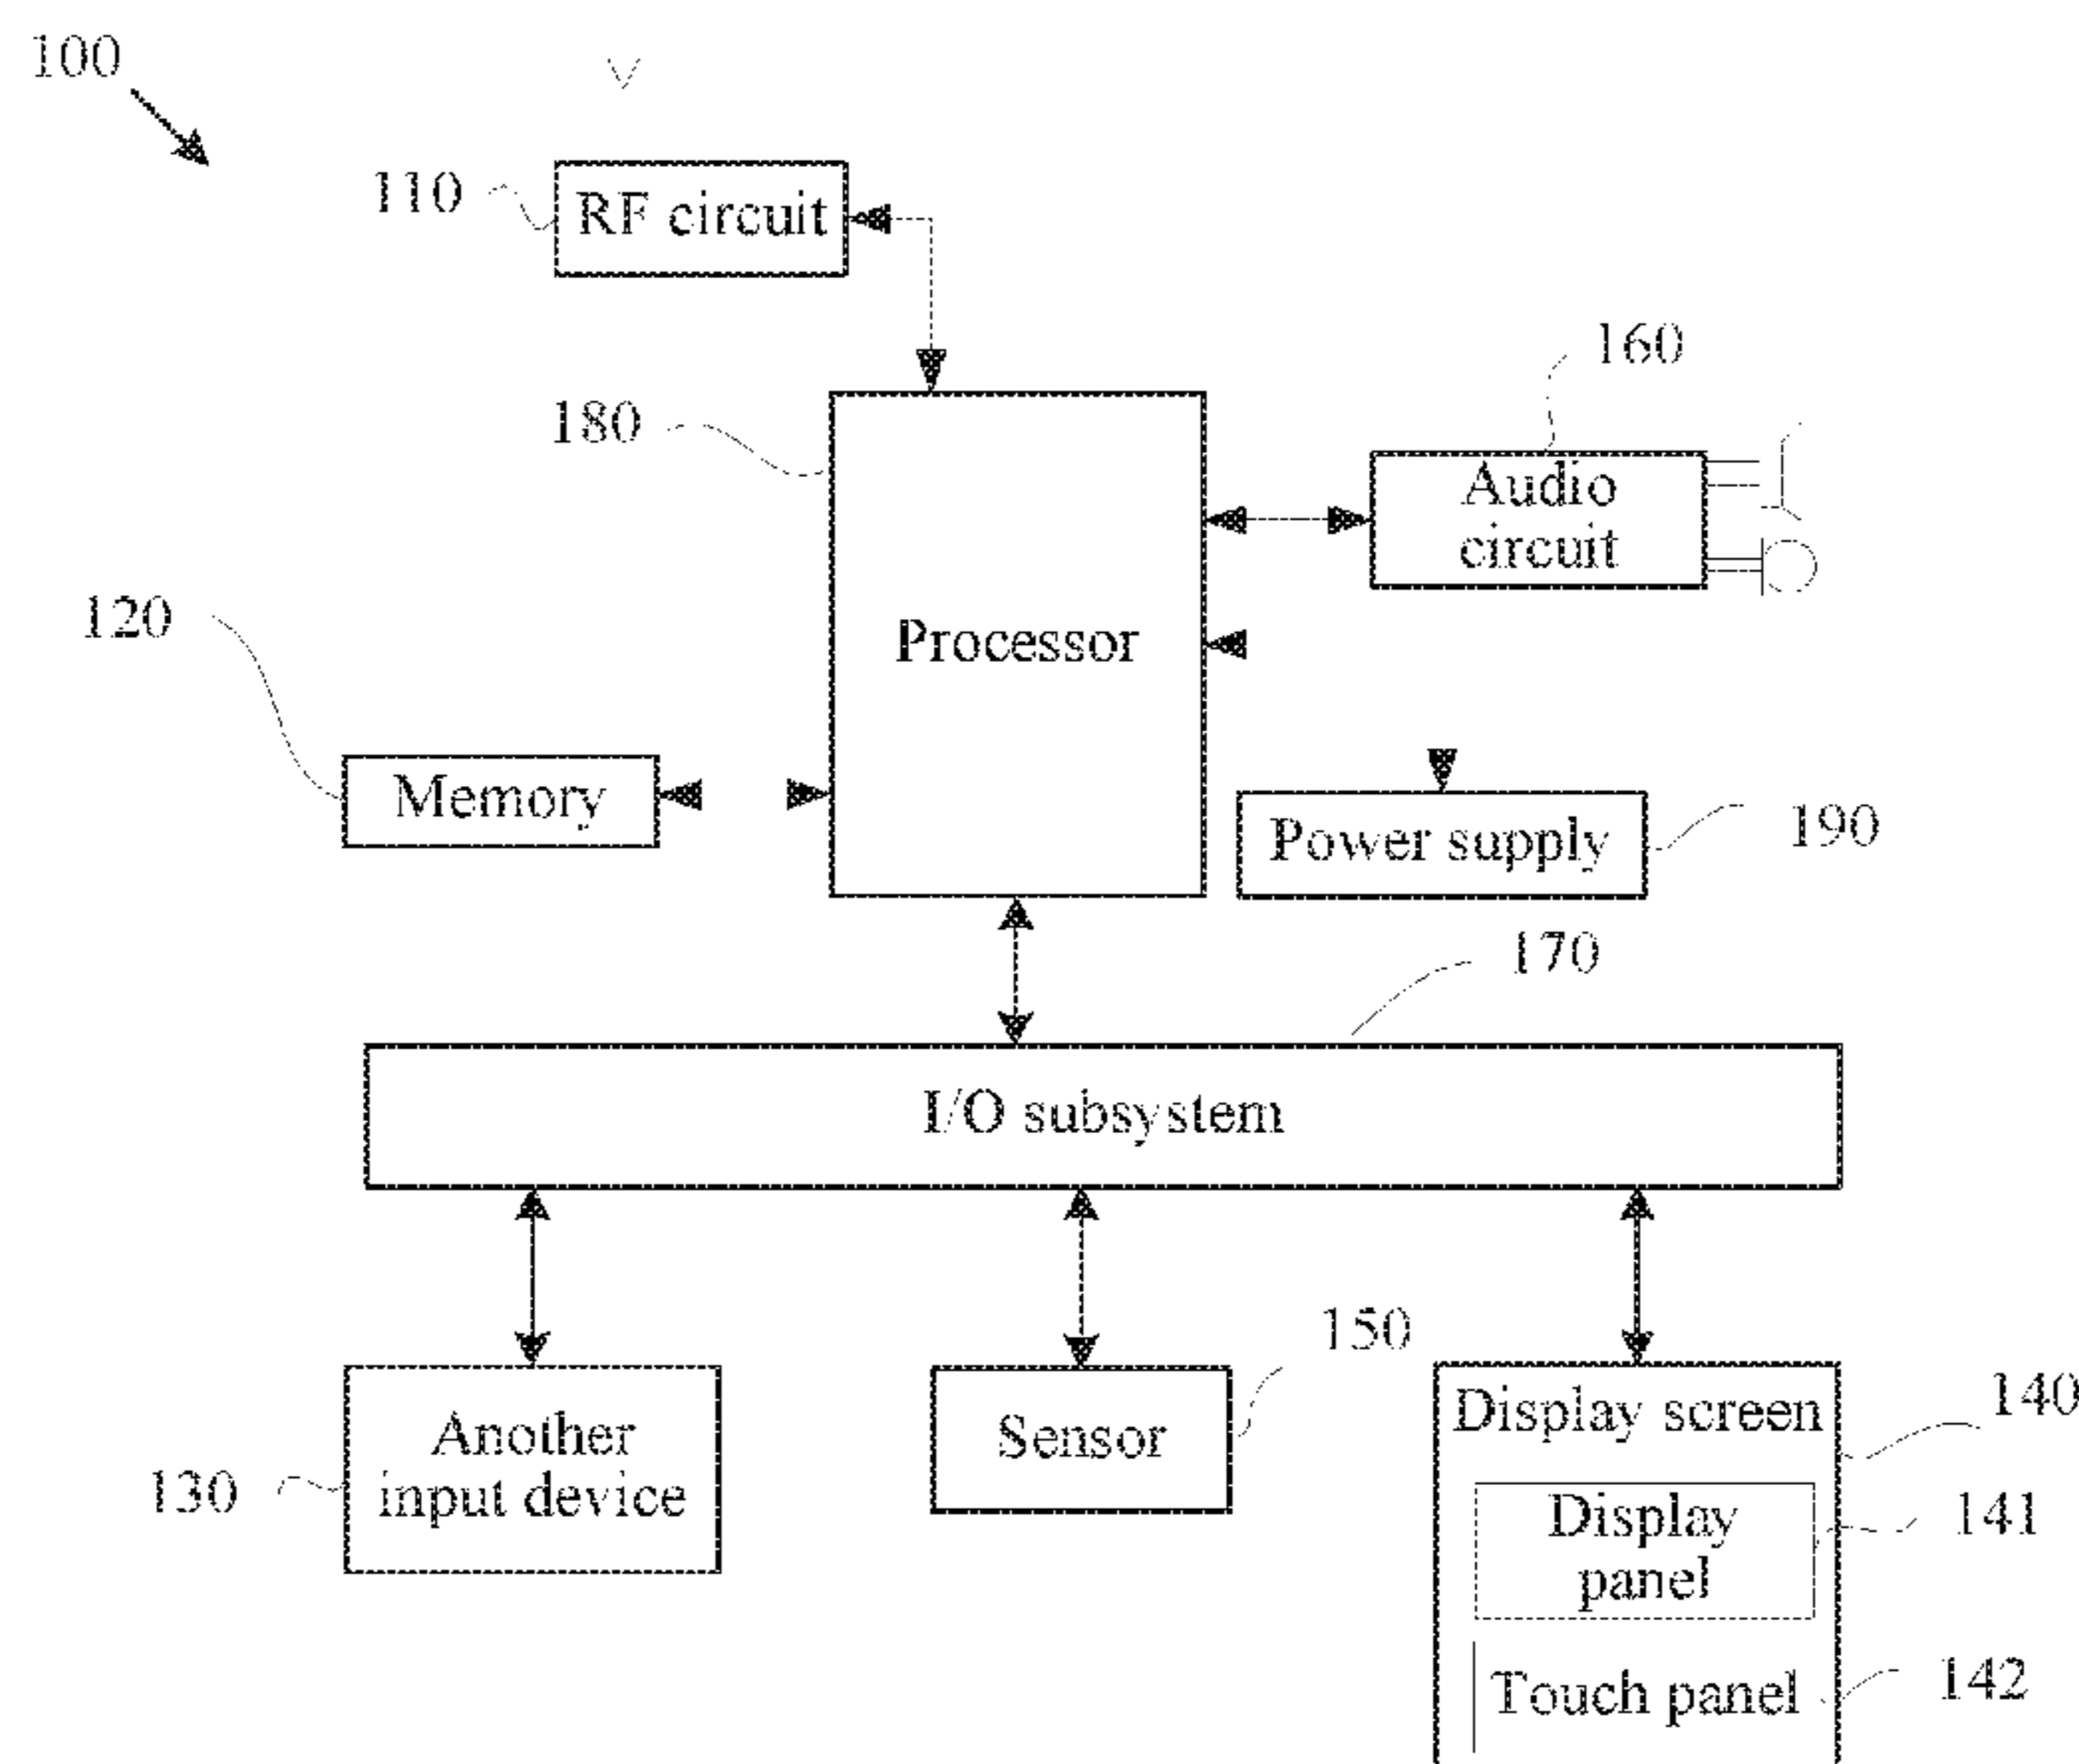 100
110
RF circuit
160
180
Audio
circuit
120
Processor
Memory
Power supply
190
170
I/O subsystem
150
140
Another
input device
130
Sensor
Display screen
Display
panel
141
Touch panel
142